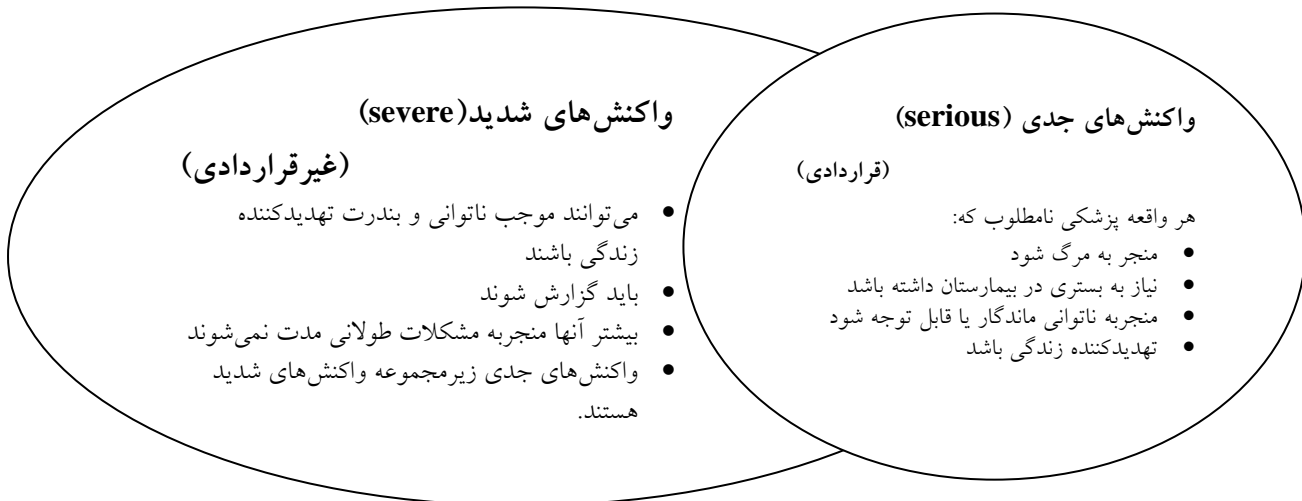 واکنش‌های جدی (serious)
(قراردادی)
هر واقعه پزشکی نامطلوب که:
• منجر به مرگ شود
• نیاز به بستری در بیمارستان داشته باشد
• منجربه ناتوانی ماندگار یا قابل توجه شود
• تهدیدکننده زندگی باشد
واکنش‌های شدید(severe)
(غیرقراردادی)
• می‌توانند موجب ناتوانی و بندرت تهدیدکننده
زندگی باشند
• باید گزارش شوند
• بیشتر آنها منجربه مشکلات طولانی مدت نمی‌شوند
• واکنش‌های جدی زیرمجموعه واکنش‌های شدید
هستند.